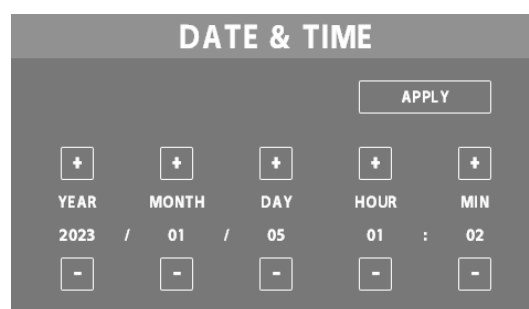 DATE & TIME
APPLY
+ + + + +
YEAR MONTH DAY HOUR MIN
2023 / 01 / 05 01 : 02
- - - - -